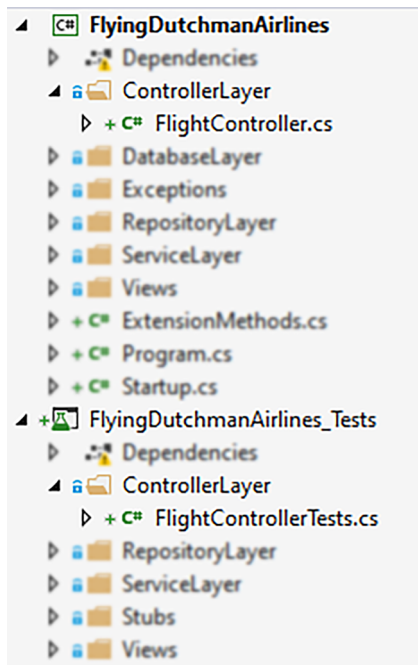 C# FlyingDutchmanAirlines
Dependencies
ControllerLayer
+ C# FlightController.cs
DatabaseLayer
Exceptions
RepositoryLayer
ServiceLayer
Views
+ C# ExtensionMethods.cs
+ C# Program.cs
+ C# Startup.cs
+ FlyingDutchmanAirlines_Tests
Dependencies
ControllerLayer
+ C# FlightControllerTests.cs
RepositoryLayer
ServiceLayer
Stubs
Views